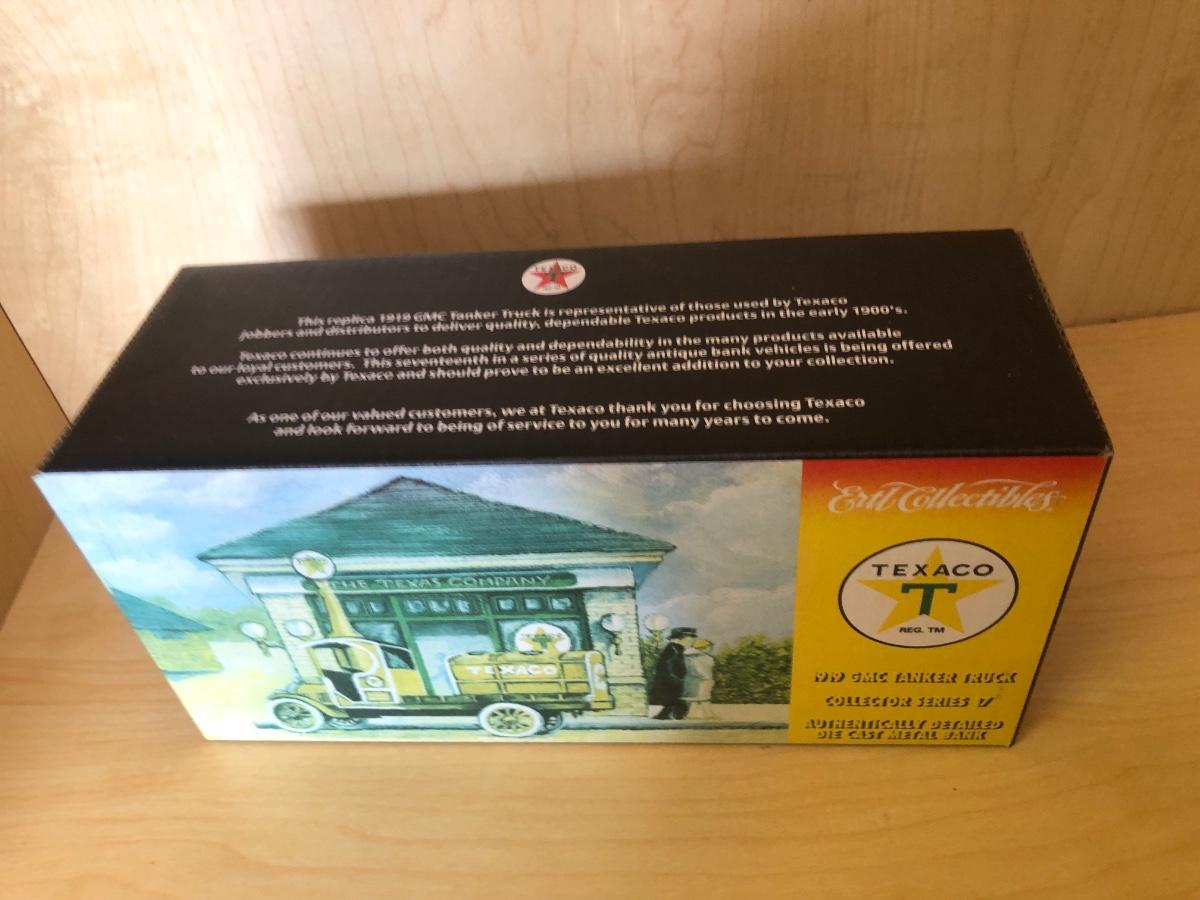 TEXACO
This replica 1919 GMC Tanker Truck is representative of those used by Texaco
jobbers and distributors to deliver quality, dependable Texaco products in the early 1900's.
Texaco continues to offer both quality and dependability in the many products available
to our loyal customers. This seventeenth in a series of quality antique bank vehicles is being offered
exclusively by Texaco and should prove to be an excellent addition to your collection.
As one of our valued customers, we at Texaco thank you for choosing Texaco
and look forward to being of service to you for many years to come.
THE TEXAS COMPANY
TEXACO
Ertl Collectibles
TEXACO
T
REG. TM
1919 GMC TANKER TRUCK
COLLECTOR SERIES 17
AUTHENTICALLY DETAILED
DIE CAST METAL BANK